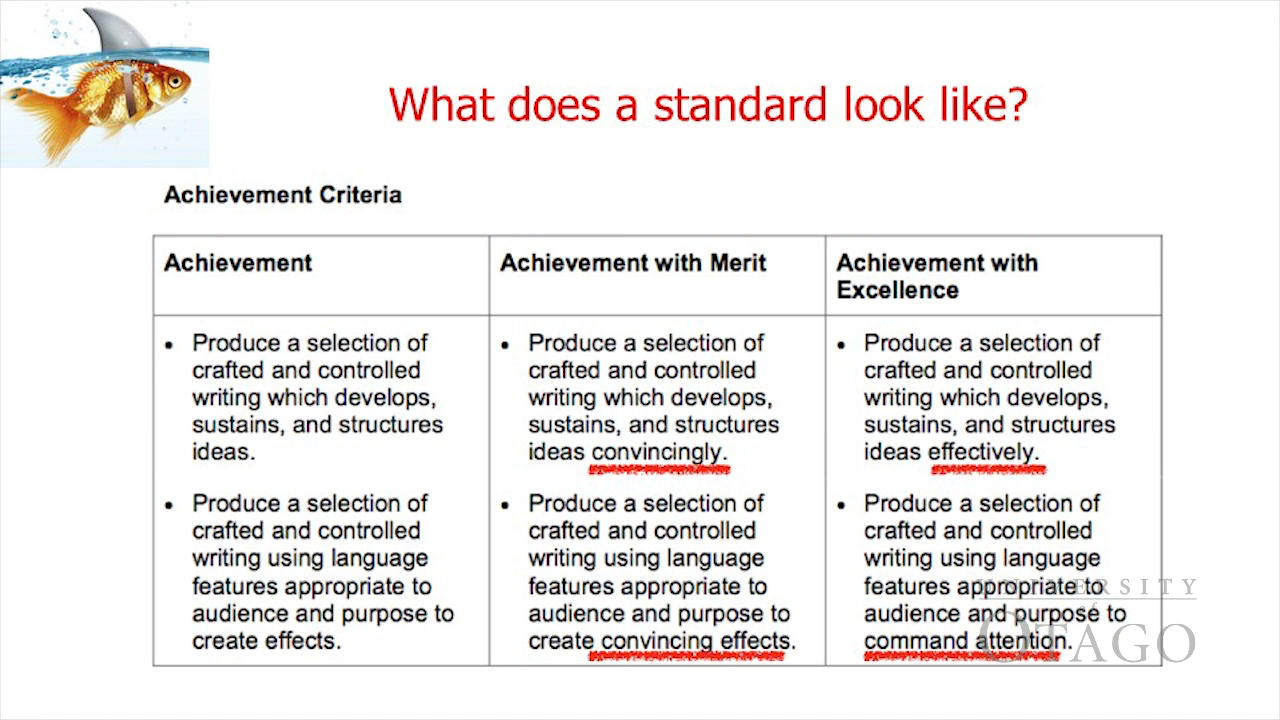 What does a standard look like?
Achievement Criteria
Achievement
Achievement with Merit
Achievement with
Excellence
• Produce a selection of
crafted and controlled
writing which develops,
sustains, and structures
ideas.
• Produce a selection of
crafted and controlled
writing which develops,
sustains, and structures
ideas convincingly.
• Produce a selection of
crafted and controlled
writing which develops,
sustains, and structures
ideas effectively.
• Produce a selection of
crafted and controlled
writing using language
features appropriate to
audience and purpose to
create effects.
• Produce a selection of
crafted and controlled
writing using language
features appropriate to
audience and purpose to
create convincing effects.
• Produce a selection of
crafted and controlled
writing using language
features appropriate to
audience and purpose to
command attention.
UNIVERSITY
of
OTAGO